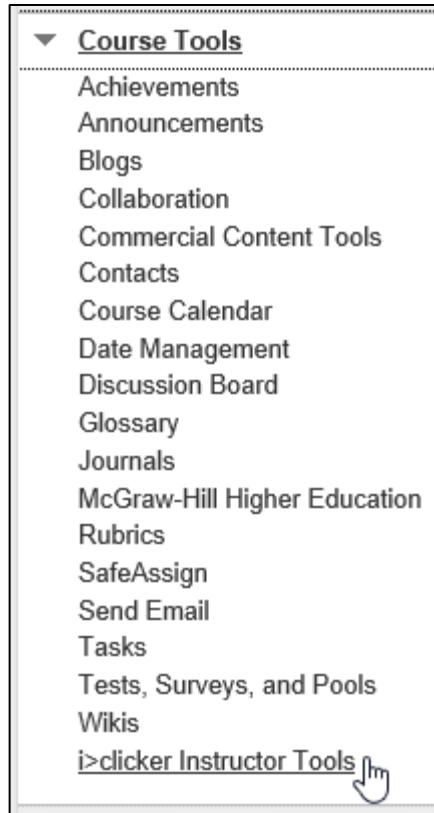 Course Tools
Achievements
Announcements
Blogs
Collaboration
Commercial Content Tools
Contacts
Course Calendar
Date Management
Discussion Board
Glossary
Journals
McGraw-Hill Higher Education
Rubrics
SafeAssign
Send Email
Tasks
Tests, Surveys, and Pools
Wikis
i>clicker Instructor Tools